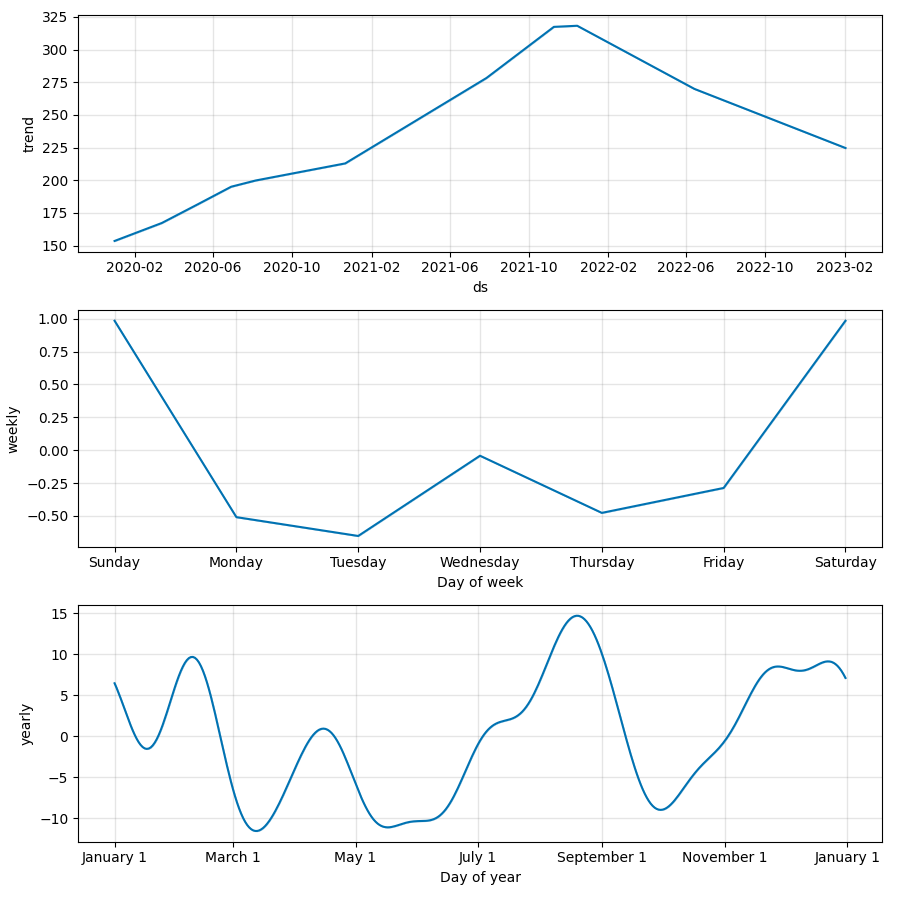 325
300
275
250
225
200
175
150
trend
2020-02 2020-06 2020-10 2021-02 2021-06 2021-10 2022-02 2022-06 2022-10 2023-02
ds
1.00
0.75
0.50
0.25
0.00
−0.25
−0.50
weekly
Sunday Monday Tuesday Wednesday Thursday Friday Saturday
Day of week
15
10
5
0
−5
−10
yearly
January 1 March 1 May 1 July 1 September 1 November 1 January 1
Day of year